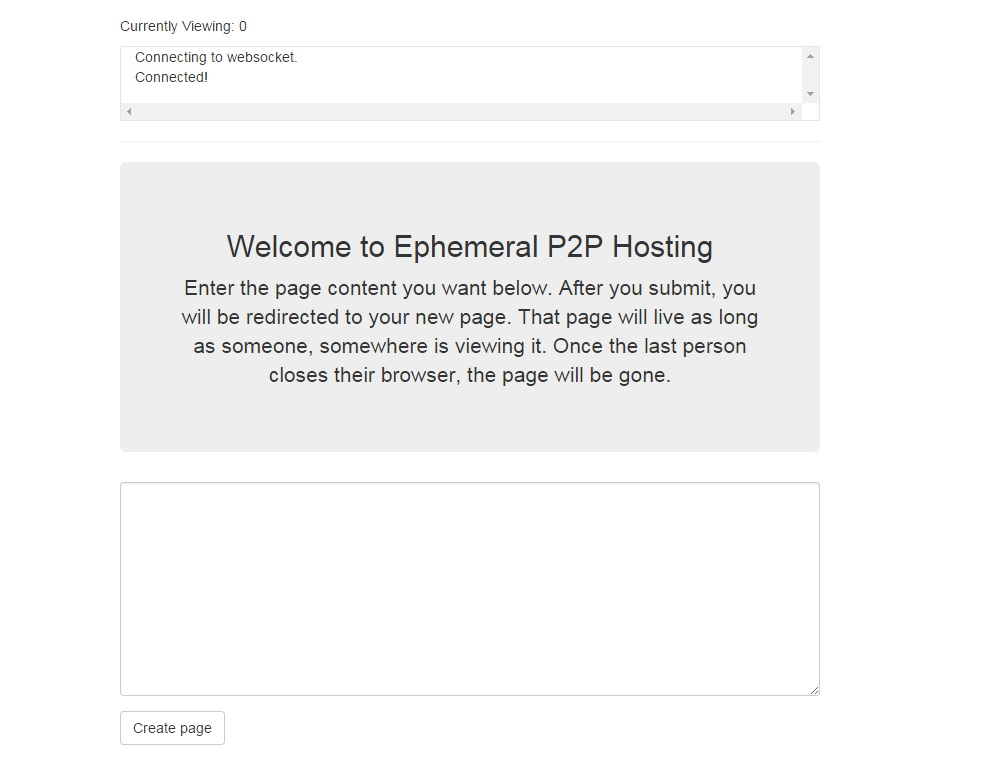 Currently Viewing: 0
Connecting to websocket.
Connected!
Welcome to Ephemeral P2P Hosting
Enter the page content you want below. After you submit, you
will be redirected to your new page. That page will live as long
as someone, somewhere is viewing it. Once the last person
closes their browser, the page will be gone.
Create page